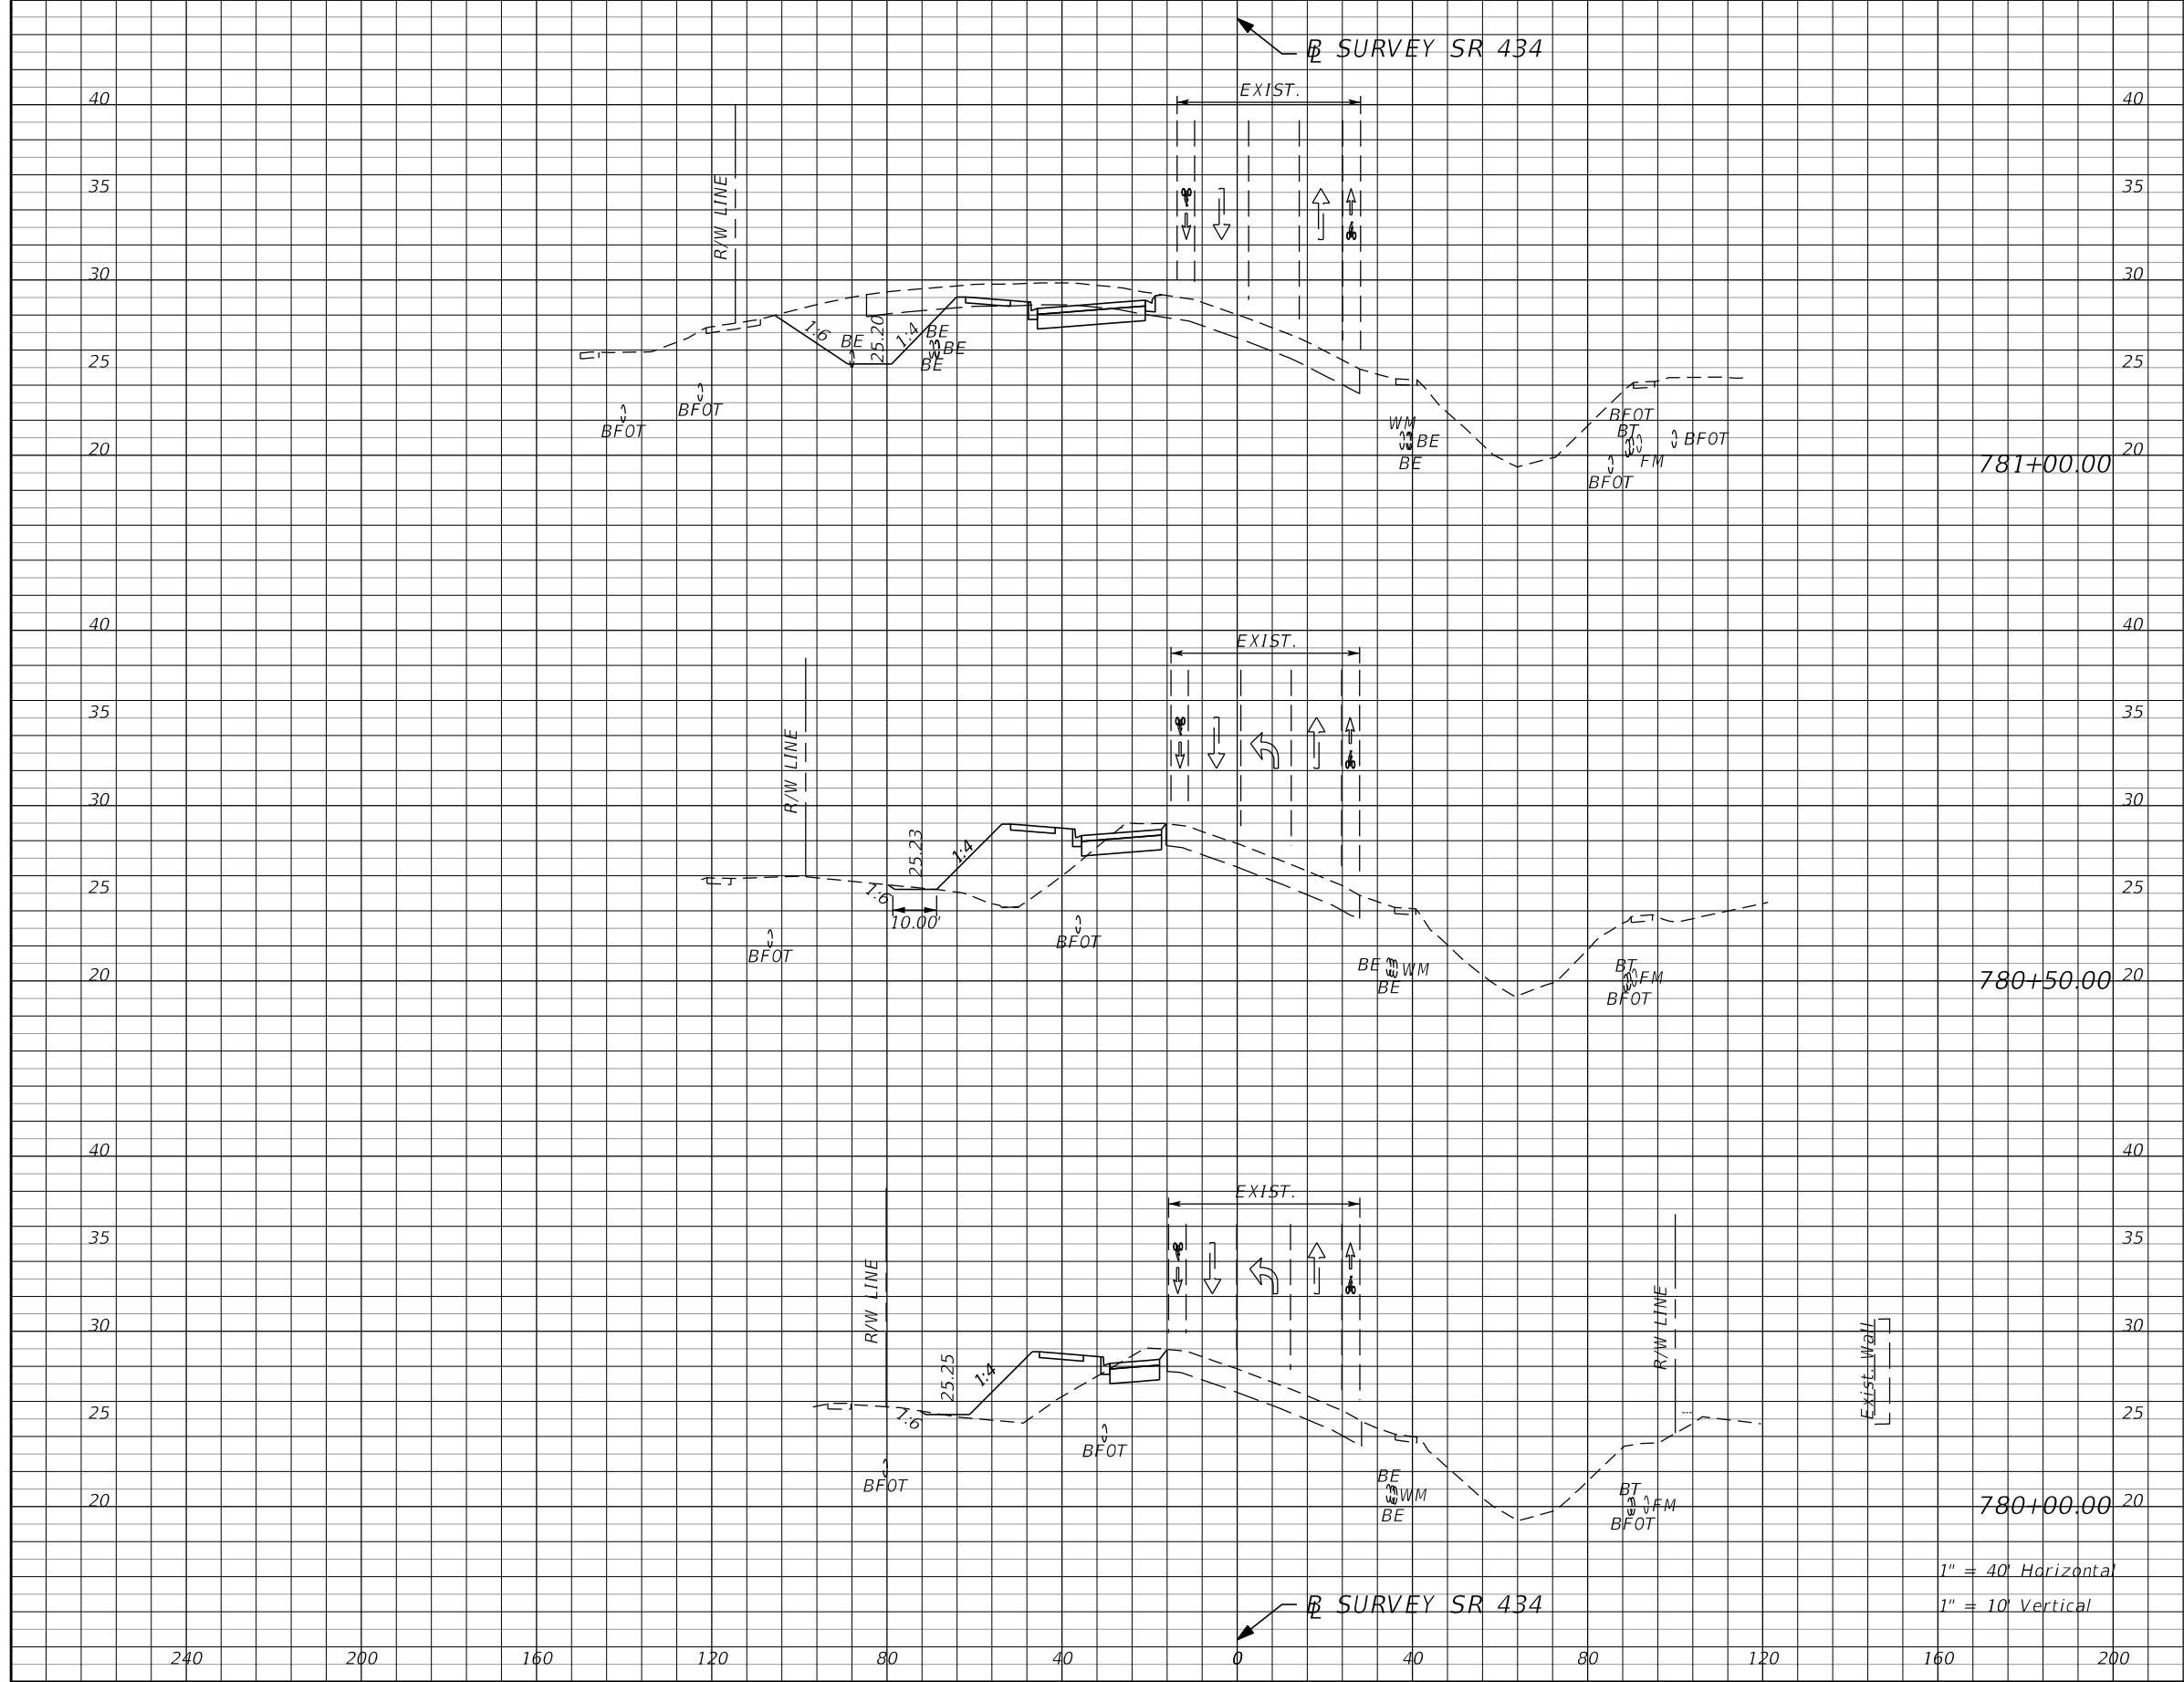 ℄ SURVEY SR 434
EXIST.
40 40
35 35
R/W LINE
30 30
1:6 25.20 1:4
BE BE BE
BE
25 25
BFOT
BFOT
WM BE
BE
BFOT
BT BFOT
FM
BFOT
20 781+00.00 20
40 40
EXIST.
35 35
R/W LINE
30 30
25.23 1:4
25 25
1:6
10.00'
BFOT BFOT
BE WM
BE
BT FM
BFOT
20 780+50.00 20
40 40
EXIST.
35 35
R/W LINE R/W LINE
30 30
Exist. Wall
25.25 1:4
25 25
1:6
BFOT BFOT
BE WM
BE
BT FM
BFOT
20 780+00.00 20
1" = 40' Horizontal
1" = 10' Vertical
℄ SURVEY SR 434
240 200 160 120 80 40 0 40 80 120 160 200